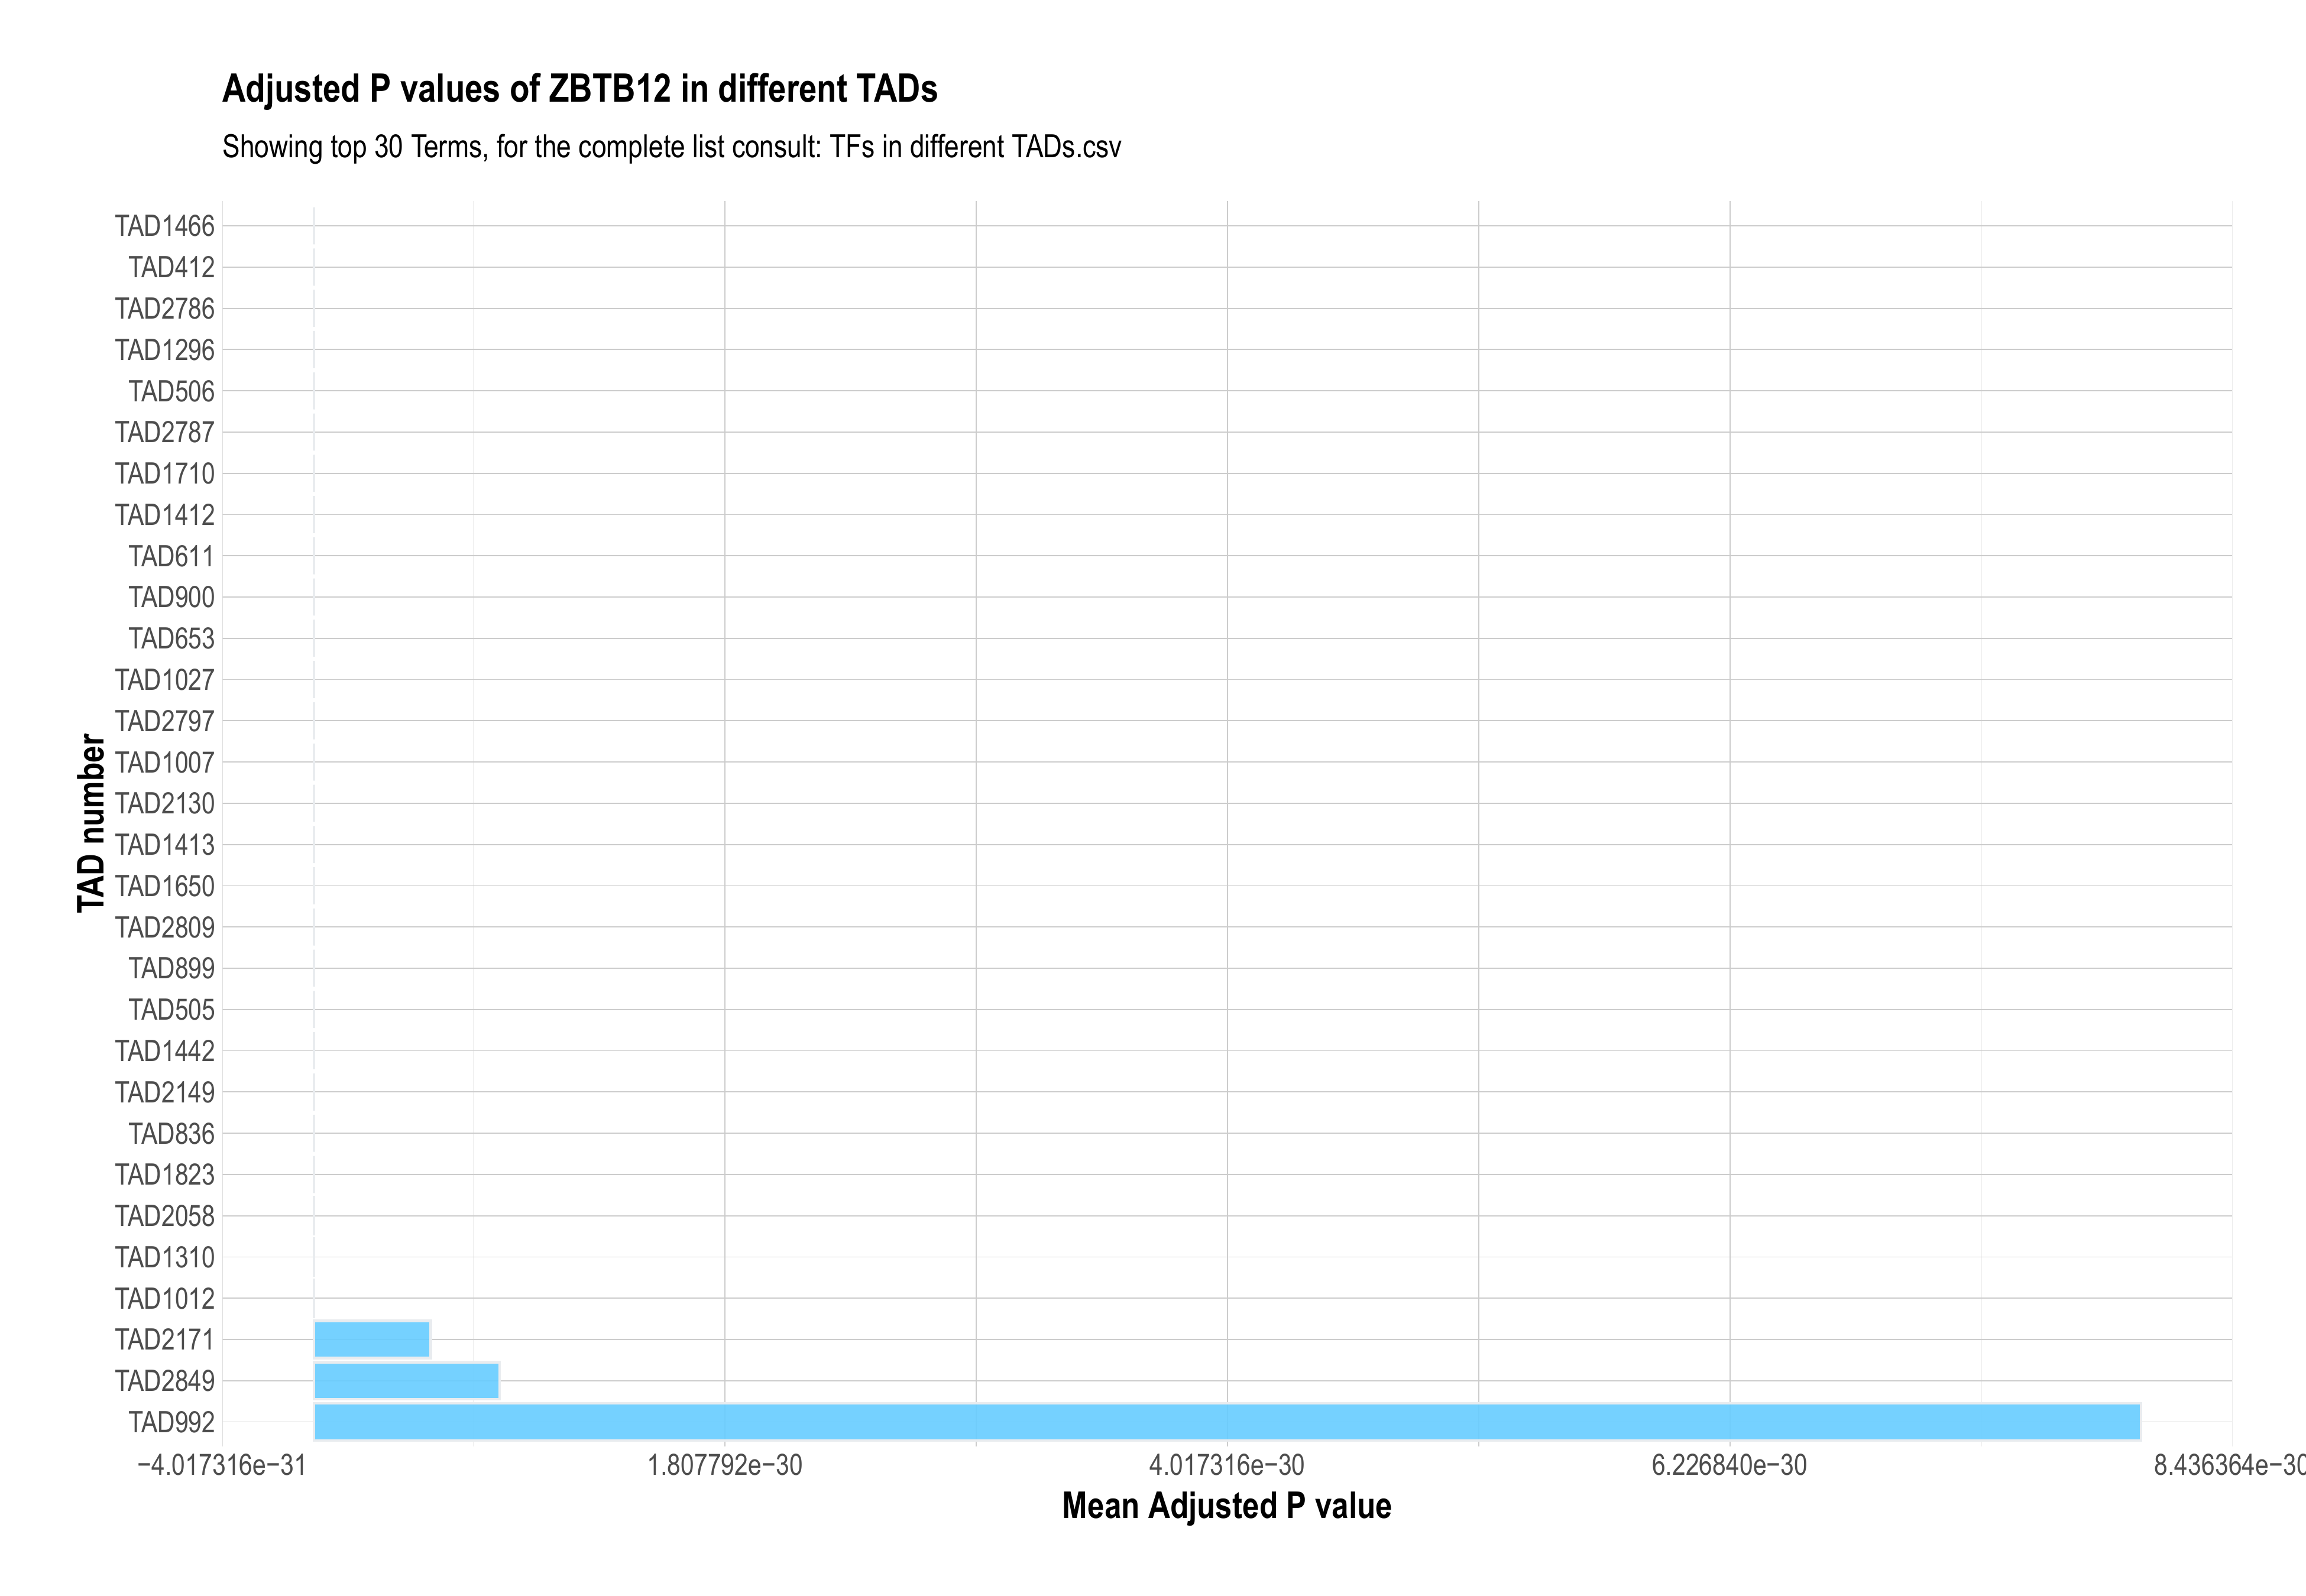 Adjusted P values of ZBTB12 in different TADs
Showing top 30 Terms, for the complete list consult: TFs in different TADs.csv
TAD number
TAD1466
TAD412
TAD2786
TAD1296
TAD506
TAD2787
TAD1710
TAD1412
TAD611
TAD900
TAD653
TAD1027
TAD2797
TAD1007
TAD2130
TAD1413
TAD1650
TAD2809
TAD899
TAD505
TAD1442
TAD2149
TAD836
TAD1823
TAD2058
TAD1310
TAD1012
TAD2171
TAD2849
TAD992
−4.017316e−31 1.807792e−30 4.017316e−30 6.226840e−30 8.436364e−30
Mean Adjusted P value